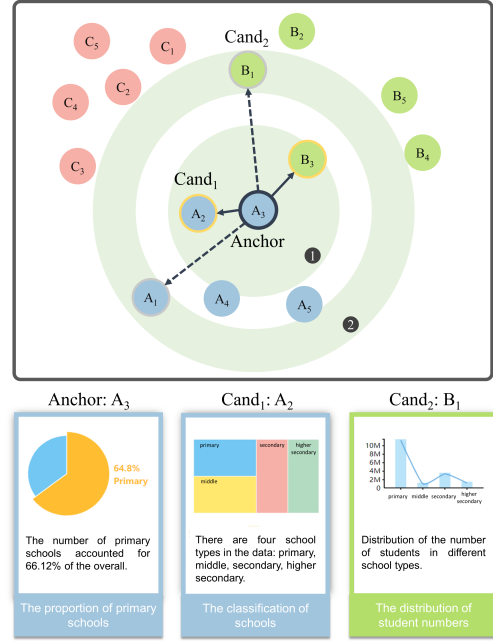 C5
C1
B2
Cand2
C2
B1
C4
B5
B3
B4
C3
Cand1
A2
A3
Anchor
1
A1
A4
A5
2
Anchor: A3
Cand1: A2
Cand2: B1
64.8%
Primary
The number of primary
schools accounted for
66.12% of the overall.
The proportion of primary
schools
primary
secondary
higher
secondary
middle
There are four school
types in the data: primary,
middle, secondary, higher
secondary.
The classification of
schools
10M
8M
6M
4M
2M
0
primary
middle
secondary
higher
secondary
Distribution of the number
of students in different
school types.
The distribution of
student numbers